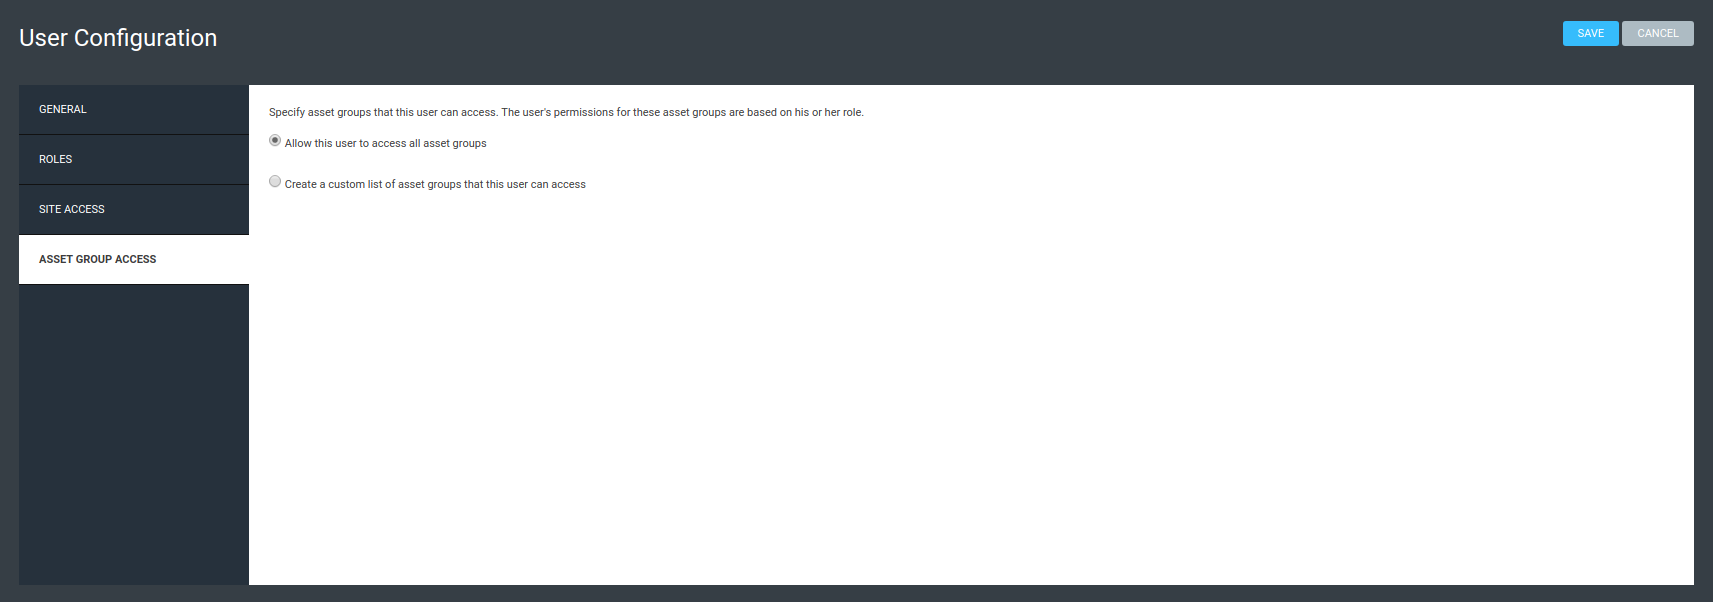 User Configuration
SAVE
CANCEL
GENERAL
ROLES
SITE ACCESS
ASSET GROUP ACCESS
Specify asset groups that this user can access. The user's permissions for these asset groups are based on his or her role.
Allow this user to access all asset groups
Create a custom list of asset groups that this user can access